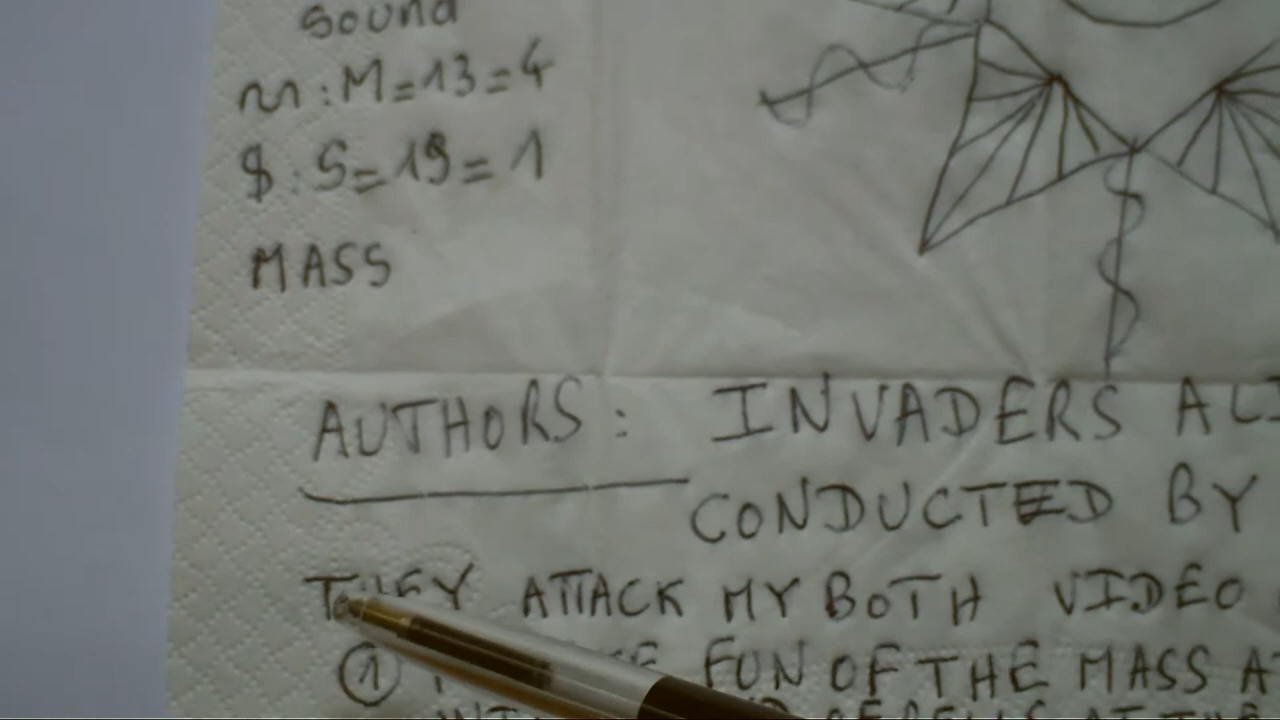 Sound
m : M = 13 = 4
$ : S = 19 = 1
MASS
AUTHORS : INVADERS
CONDUCTED BY
THEY ATTACK MY BOTH VIDEO
① FUN OF THE MASS